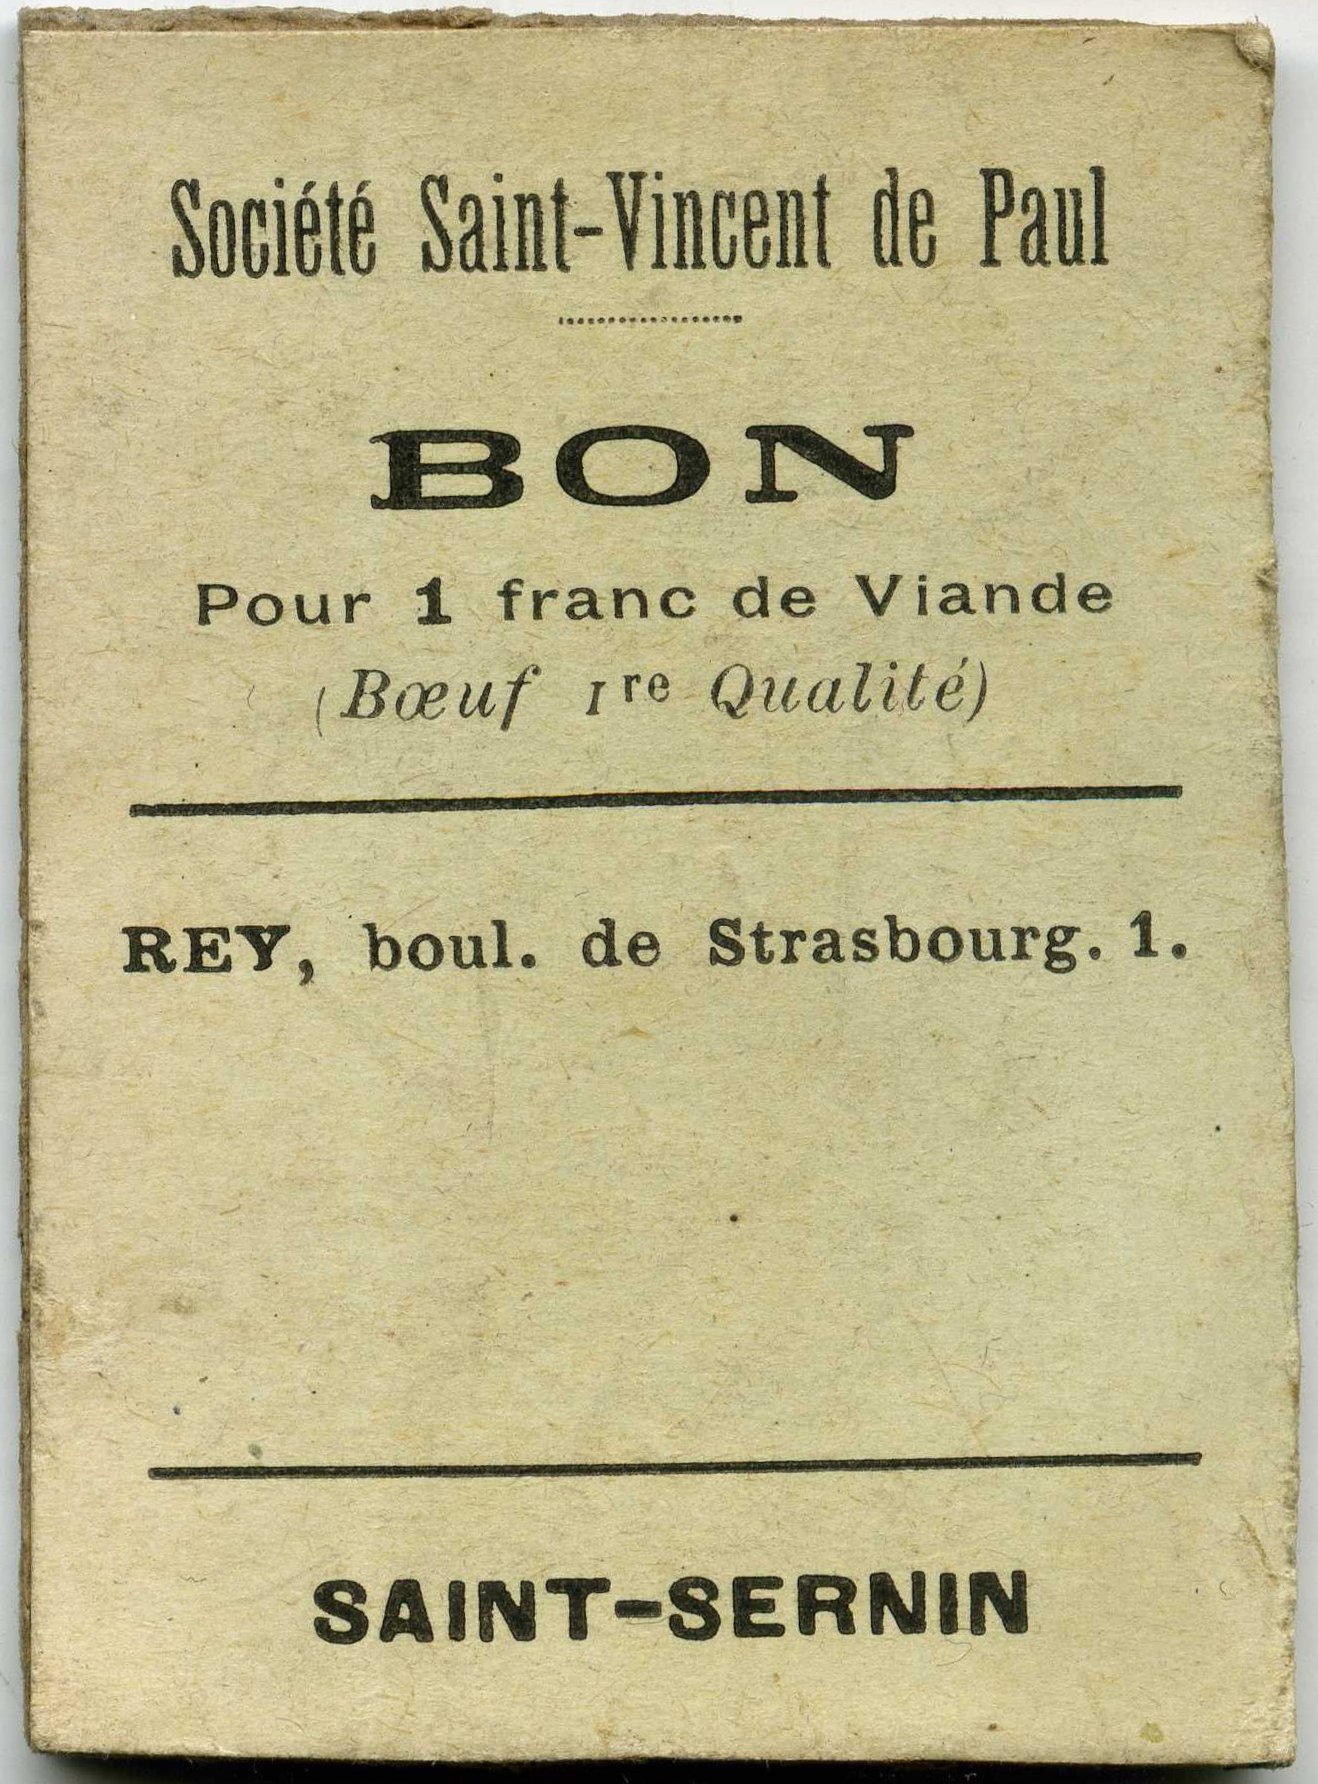 Société Saint-Vincent de Paul
BON
Pour 1 franc de Viande
(Bœuf 1re Qualité)
REY, boul. de Strasbourg. 1.
SAINT-SERNIN